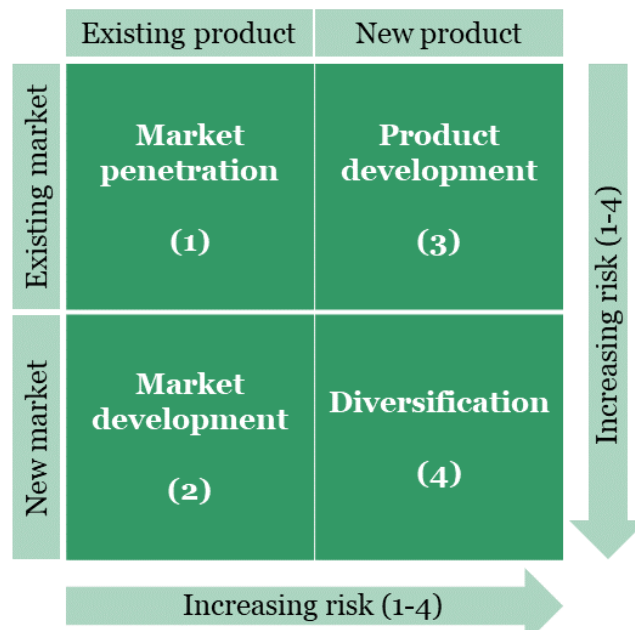 Existing product
New product
Existing market
Market
penetration
(1)
Product
development
(3)
New market
Market
development
(2)
Diversification
(4)
Increasing risk (1-4)
Increasing risk (1-4)